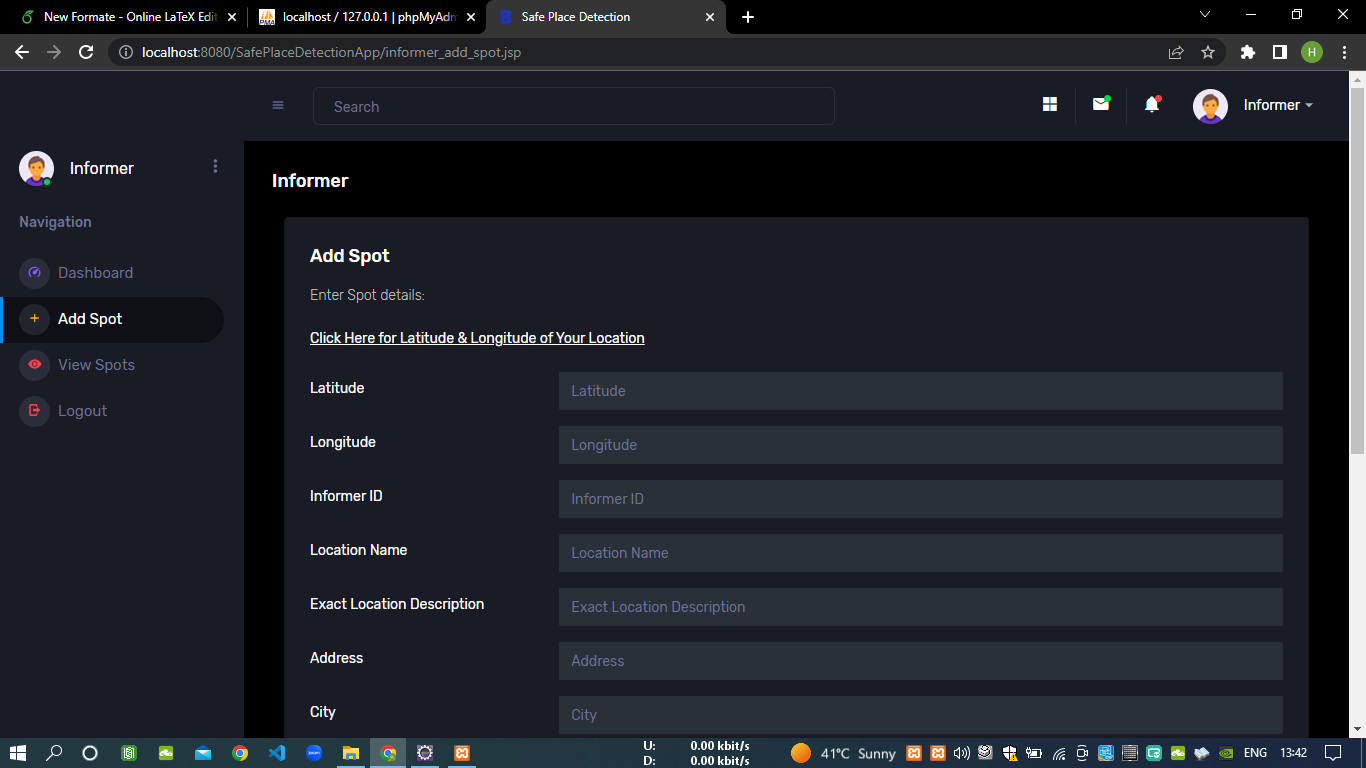 New Formate - Online LaTeX Edit
localhost / 127.0.0.1 | phpMyAdm
Safe Place Detection
localhost:8080/SafePlaceDetectionApp/informer_add_spot.jsp
H
Search
Informer
Informer
Navigation
Dashboard
Add Spot
View Spots
Logout
Informer
Add Spot
Enter Spot details:
Click Here for Latitude & Longitude of Your Location
Latitude
Latitude
Longitude
Longitude
Informer ID
Informer ID
Location Name
Location Name
Exact Location Description
Exact Location Description
Address
Address
City
City
U: 0.00 kbit/s
D: 0.00 kbit/s
41°C Sunny
ENG
13:42